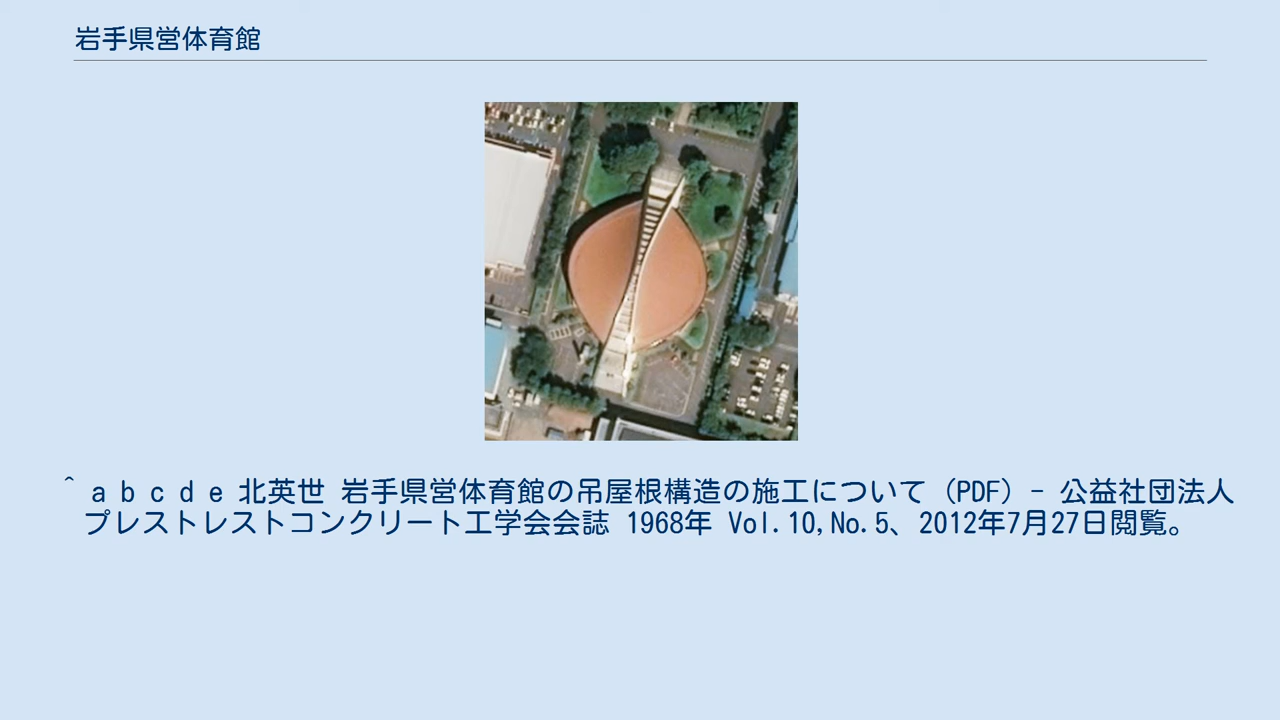 岩手県営体育館
^ a b c d e 北英世 岩手県営体育館の吊屋根構造の施工について (PDF) - 公益社団法人
プレストレストコンクリート工学会会誌 1968年 Vol.10,No.5、2012年7月27日閲覧。